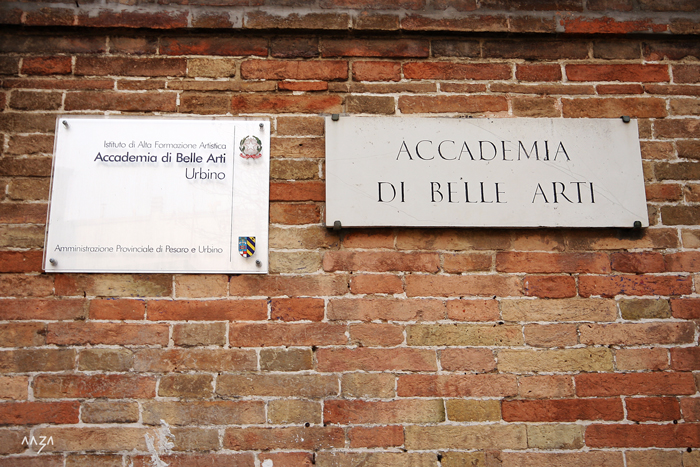 Istituto di Alta Formazione Artistica
Accademia di Belle Arti
Urbino
Amministrazione Provinciale di Pesaro e Urbino
ACCADEMIA
DI BELLE ARTI